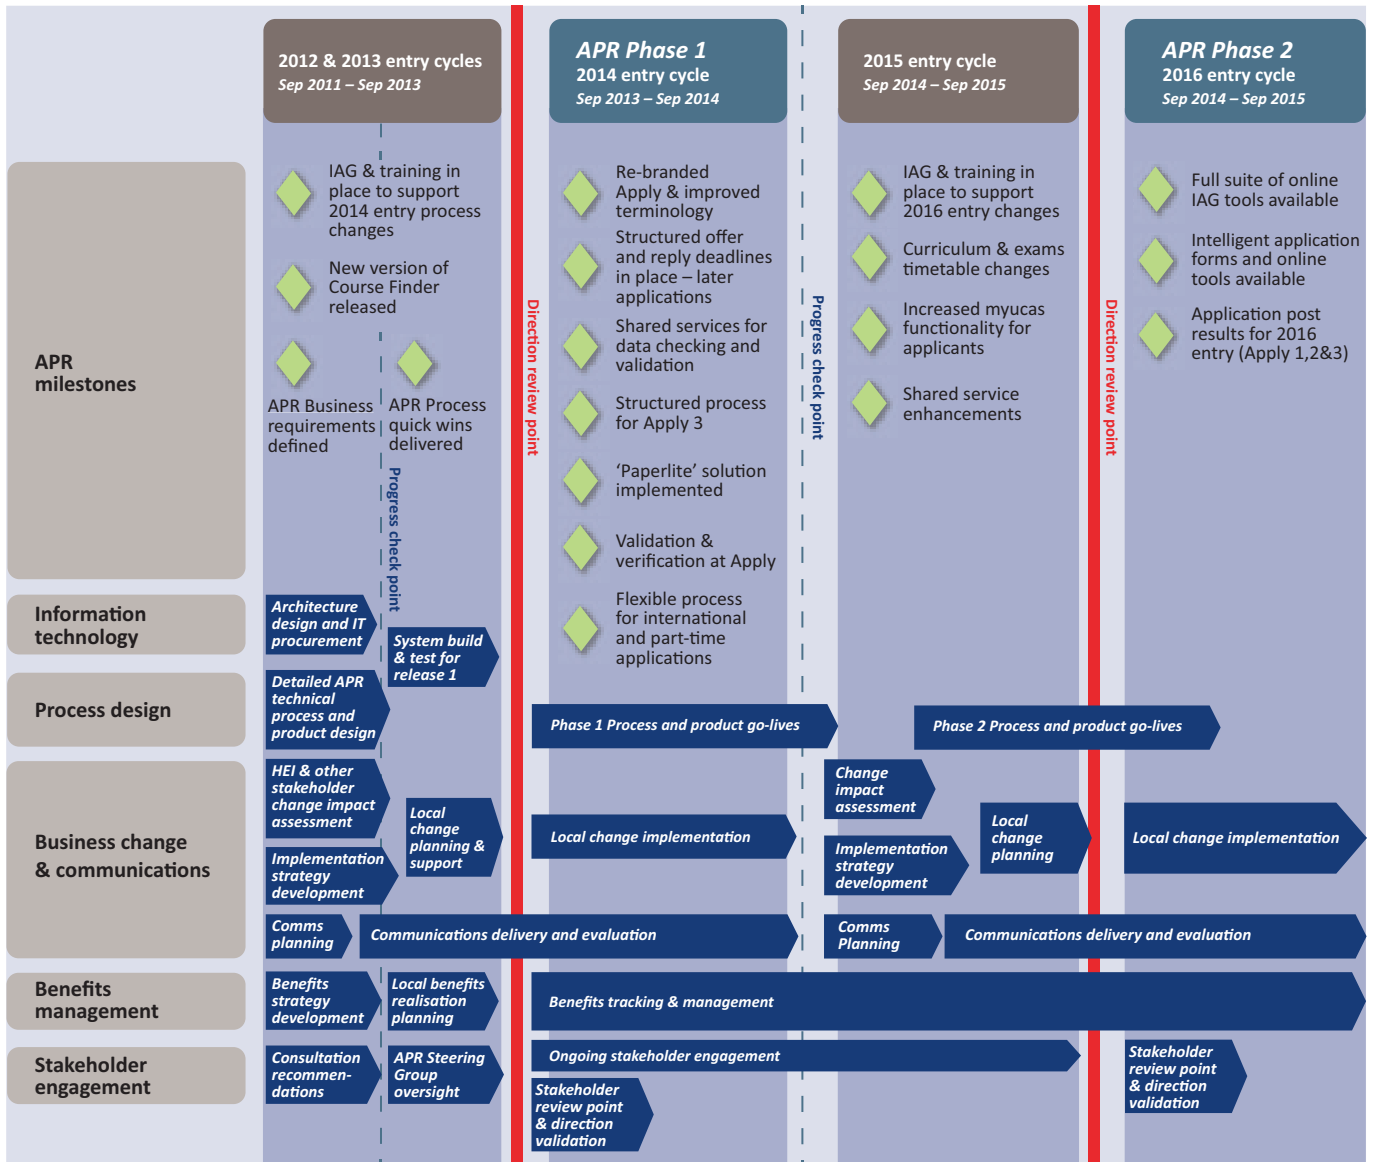 2012 & 2013 entry cycles
Sep 2011 – Sep 2013
APR Phase 1
2014 entry cycle
Sep 2013 – Sep 2014
2015 entry cycle
Sep 2014 – Sep 2015
APR Phase 2
2016 entry cycle
Sep 2014 – Sep 2015
APR
milestones
IAG & training in
place to support
2014 entry process
changes
New version of
Course Finder
released
APR Business
requirements
defined
APR Process
quick wins
delivered
Progress check point
Direction review point
Re-branded
Apply & improved
terminology
Structured offer
and reply deadlines
in place – later
applications
Shared services for
data checking and
validation
Structured process
for Apply 3
‘Paperlite’ solution
implemented
Validation &
verification at Apply
Flexible process
for international
and part-time
applications
Progress check point
IAG & training in
place to support
2016 entry changes
Curriculum & exams
timetable changes
Increased myucas
functionality for
applicants
Shared service
enhancements
Direction review point
Full suite of online
IAG tools available
Intelligent application
forms and online
tools available
Application post
results for 2016
entry (Apply 1,2&3)
Information
technology
Architecture
design and IT
procurement
System build
& test for
release 1
Process design
Detailed APR
technical
process and
product design
Phase 1 Process and product go-lives
Phase 2 Process and product go-lives
Business change
& communications
HEI & other
stakeholder
change impact
assessment
Local
change
planning &
support
Implementation
strategy
development
Local change implementation
Change
impact
assessment
Implementation
strategy
development
Local
change
planning
Local change implementation
Comms
planning
Communications delivery and evaluation
Comms
Planning
Communications delivery and evaluation
Benefits
management
Benefits
strategy
development
Local benefits
realisation
planning
Benefits tracking & management
Stakeholder
engagement
Consultation
recommen-
dations
APR Steering
Group
oversight
Ongoing stakeholder engagement
Stakeholder
review point
& direction
validation
Stakeholder
review point
& direction
validation